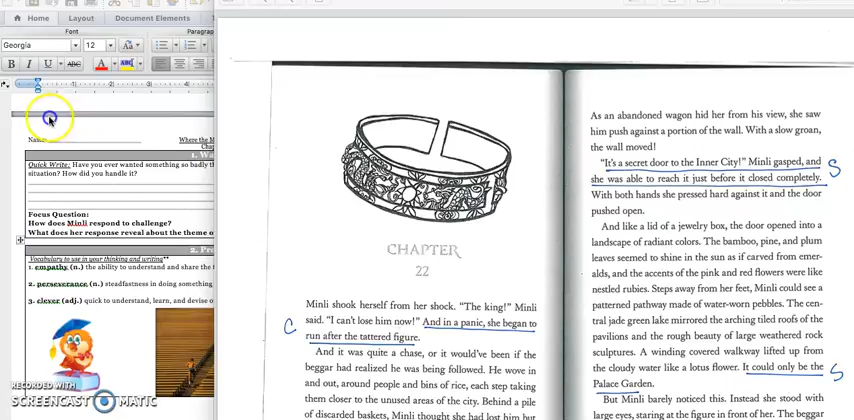 Home Layout Document Elements
Font Paragraph
Georgia 12 Aa
B I U ABC A ABC
Name Where the M
Chap
1. Wa
Quick Write: Have you ever wanted something so badly th
situation? How did you handle it?
Focus Question:
How does Minli respond to challenge?
What does her response reveal about the theme o
2. Pr
Vocabulary to use in your thinking and writing**
1. empathy (n.) the ability to understand and share the f
2. perseverance (n.) steadfastness in doing something
3. clever (adj.) quick to understand, learn, and devise o
RECORDED WITH
SCREENCAST MATIC
CHAPTER
22
Minli shook herself from her shock. “The king!” Minli
said. “I can’t lose him now!” And in a panic, she began to
C
run after the tattered figure.
And it was quite a chase, or it would’ve been if the
beggar had realized he was being followed. He wove in
and out, around people and bins of rice, each step taking
them closer to the unused areas of the city. Behind a pile
of discarded baskets, Minli thought she had lost him but
As an abandoned wagon hid her from his view, she saw
him push against a portion of the wall. With a slow groan,
the wall moved!
“It’s a secret door to the Inner City!” Minli gasped, and
S
she was able to reach it just before it closed completely.
With both hands she pressed hard against it and the door
pushed open.
And like a lid of a jewelry box, the door opened into a
landscape of radiant colors. The bamboo, pine, and plum
leaves seemed to shine in the sun as if carved from emer-
alds, and the accents of the pink and red flowers were like
nestled rubies. Steps away from her feet, Minli could see a
patterned pathway made of water-worn pebbles. The cen-
tral jade green lake mirrored the arching tiled roofs of the
pavilions and the rough beauty of large weathered rock
sculptures. A winding covered walkway lifted up from
the cloudy water like a lotus flower. It could only be the
S
Palace Garden.
But Minli barely noticed this. Instead she stood with
large eyes, staring at the figure in front of her. The beggar